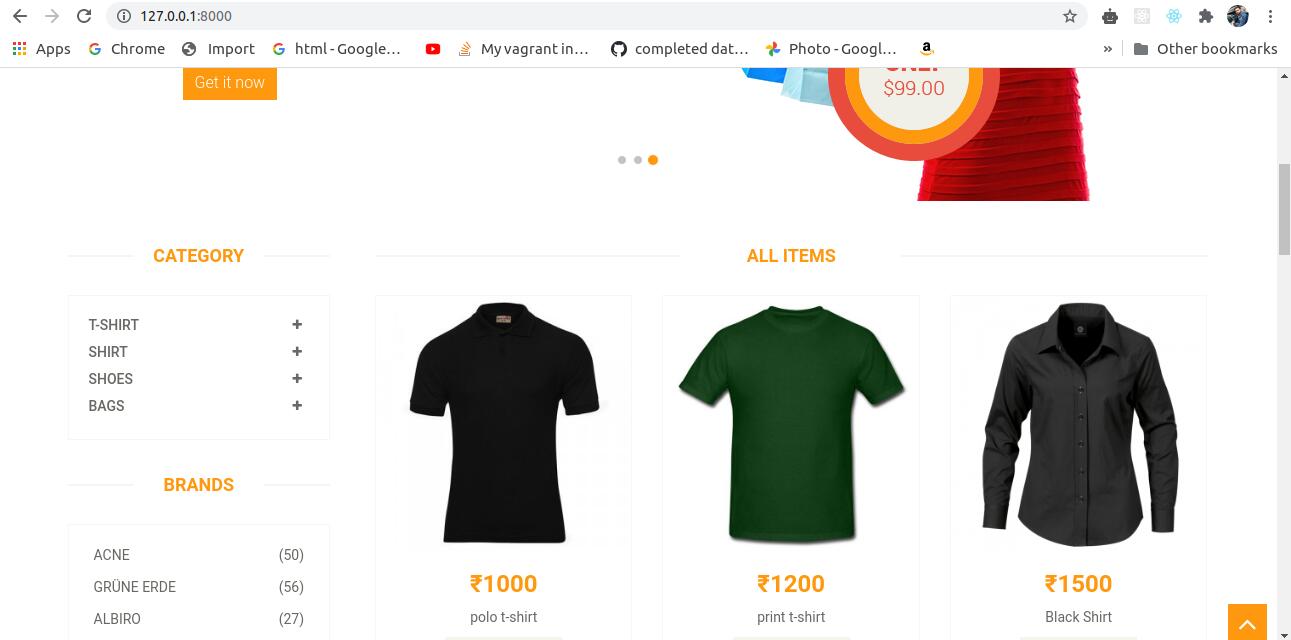 127.0.0.1:8000
Apps Chrome Import html - Google... My vagrant in... completed dat... Photo - Googl... » Other bookmarks
Get it now
$99.00
CATEGORY
T-SHIRT
SHIRT
SHOES
BAGS
BRANDS
ACNE (50)
GRÜNE ERDE (56)
ALBIRO (27)
ALL ITEMS
₹1000
polo t-shirt
₹1200
print t-shirt
₹1500
Black Shirt